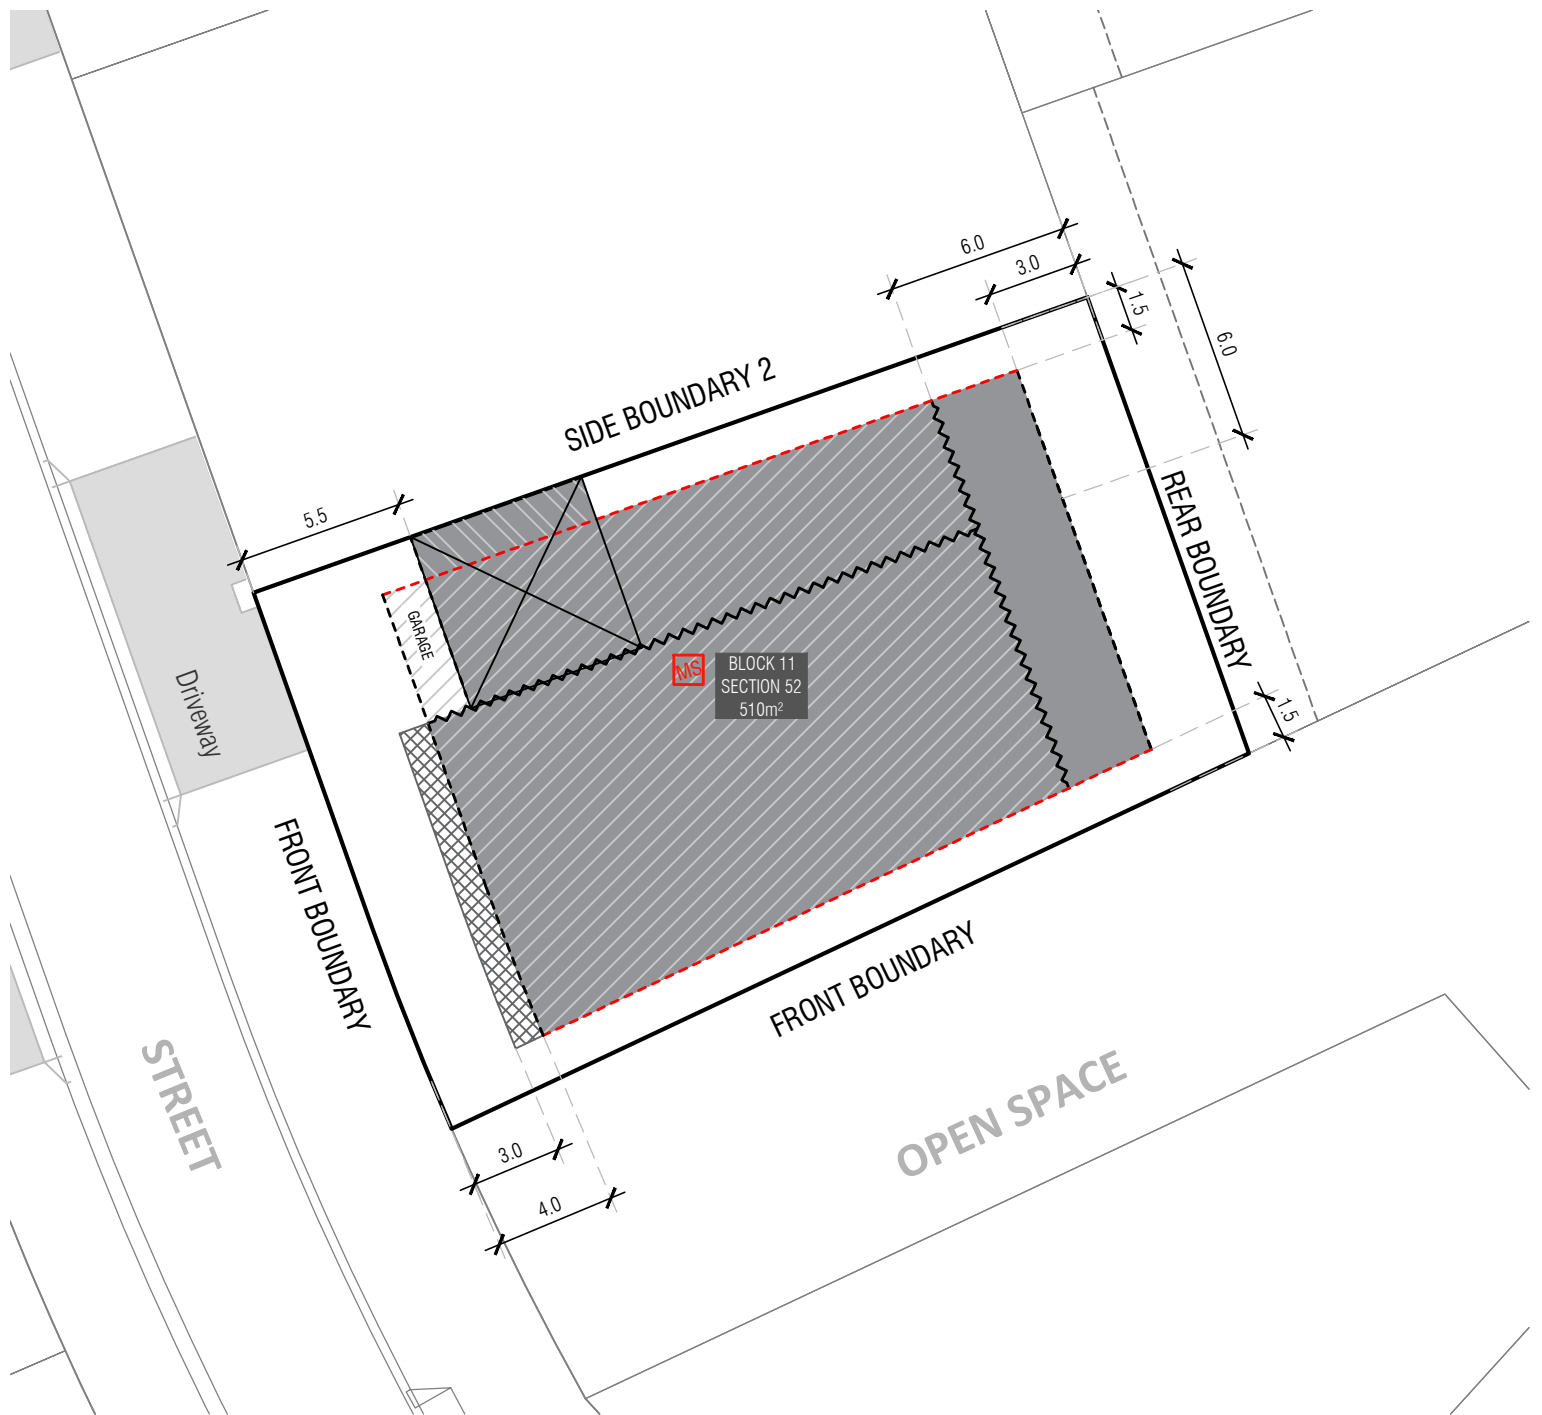 6.0
3.0
1.5
6.0
SIDE BOUNDARY 2
5.5
GARAGE
REAR BOUNDARY
MS
BLOCK 11
SECTION 52
510m²
Driveway
1.5
FRONT BOUNDARY
FRONT BOUNDARY
STREET
OPEN SPACE
3.0
4.0